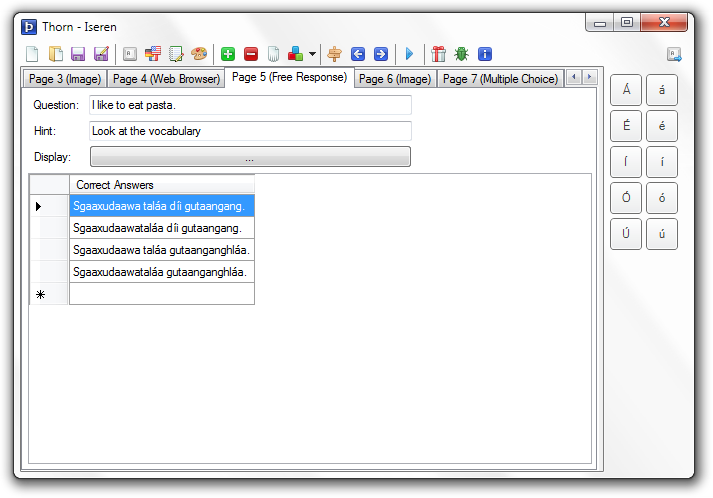 Thorn - Iseren
Page 3 (Image) Page 4 (Web Browser) Page 5 (Free Response) Page 6 (Image) Page 7 (Multiple Choice)
Question: I like to eat pasta.
Hint: Look at the vocabulary
Display: ...
Correct Answers
Sgaaxudaawa taláa díi gutaangang.
Sgaaxudaawataláa díi gutaangang.
Sgaaxudaawa taláa gutaanganghláa.
Sgaaxudaawataláa gutaanganghláa.
Á á
É é
Í í
Ó ó
Ú ú